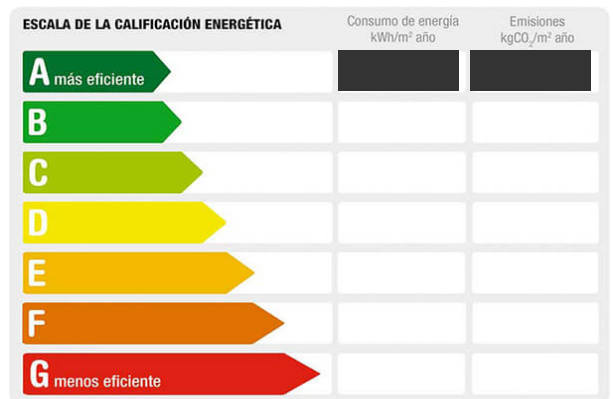 ESCALA DE LA CALIFICACIÓN ENERGÉTICA
Consumo de energía
kWh/m² año
Emisiones
kgCO₂/m² año
A más eficiente
B
C
D
E
F
G menos eficiente